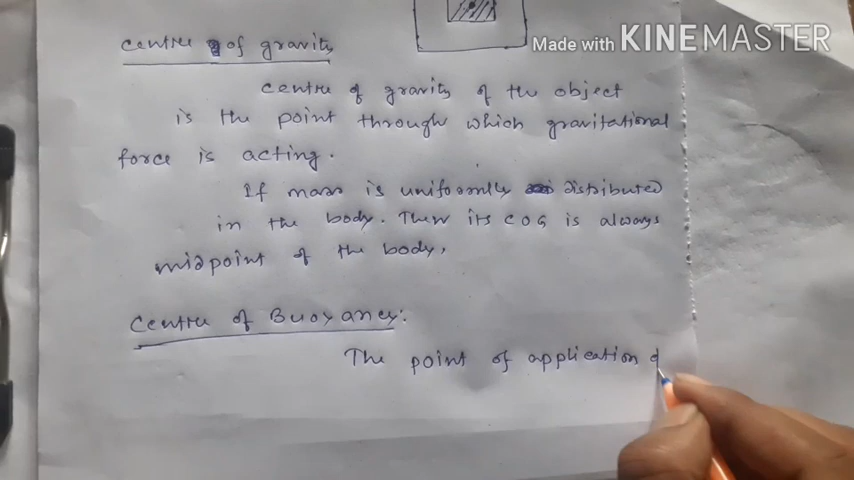 Made with KINEMASTER
Centre of gravity
Centre of gravity of the object
is the point through which gravitational
force is acting.
If mass is uniformly distributed
in the body. Then its COG is always
midpoint of the body,
Centre of Buoyancy:
The point of application